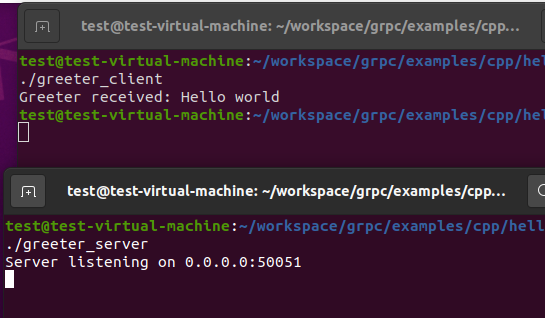 test@test-virtual-machine: ~/workspace/grpc/examples/cpp...
test@test-virtual-machine:~/workspace/grpc/examples/cpp/hel
./greeter_client
Greeter received: Hello world
test@test-virtual-machine:~/workspace/grpc/examples/cpp/hel
test@test-virtual-machine: ~/workspace/grpc/examples/cpp...
test@test-virtual-machine:~/workspace/grpc/examples/cpp/hell
./greeter_server
Server listening on 0.0.0.0:50051